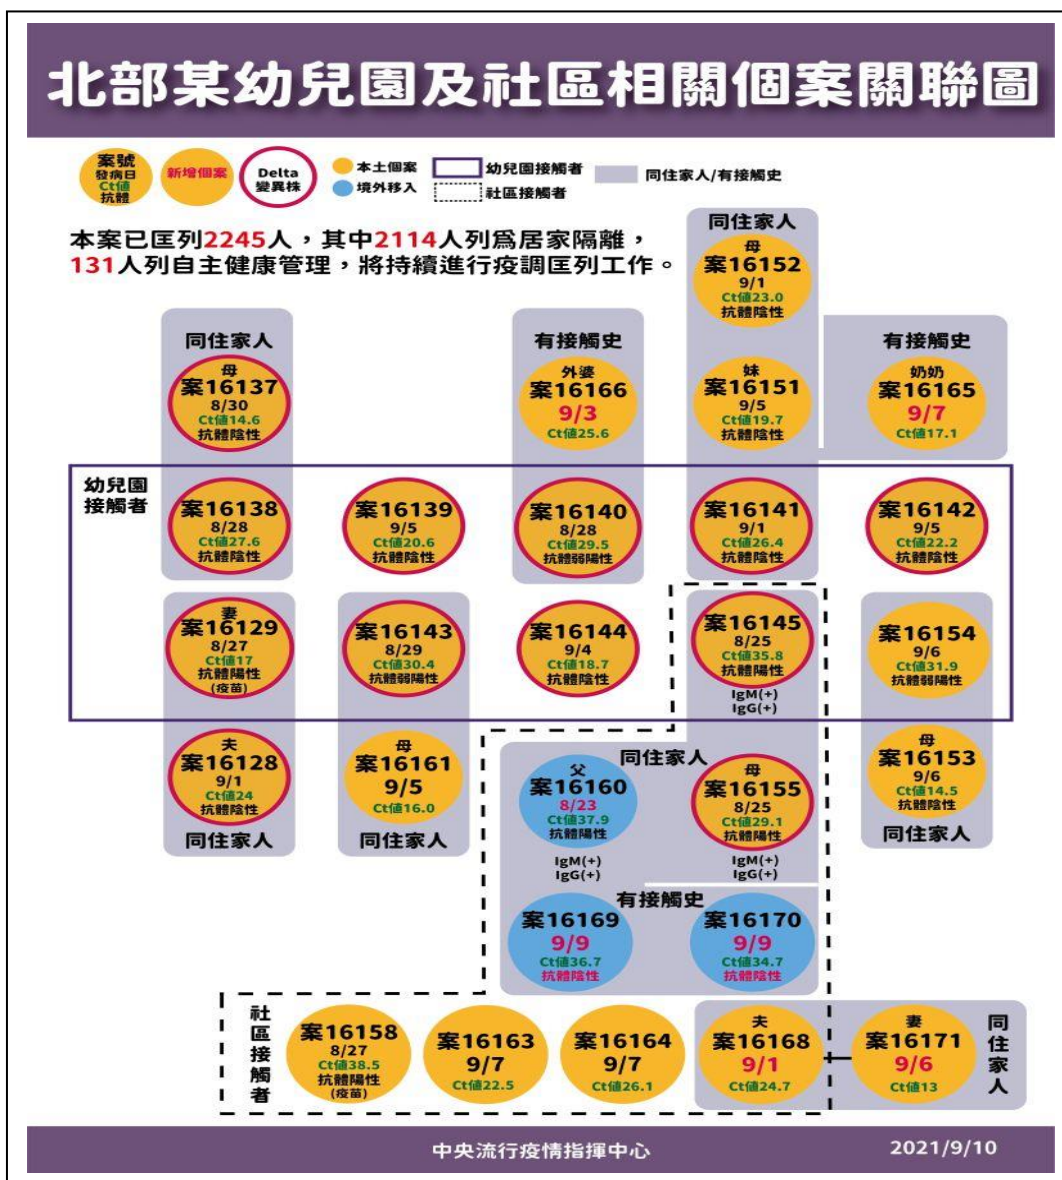 北部某幼兒園及社區相關個案關聯圖
案號
發病日
Ct值
抗體
新增個案
Delta
變異株
本土個案
境外移入
幼兒園接觸者
社區接觸者
同住家人/有接觸史
本案已匡列2245人，其中2114人列為居家隔離，
131人列自主健康管理，將持續進行疫調匡列工作。
同住家人
母
案16152
9/1
Ct值23.0
抗體陰性
同住家人
母
案16137
8/30
Ct值14.6
抗體陰性
有接觸史
外婆
案16166
9/3
Ct值25.6
妹
案16151
9/5
Ct值19.7
抗體陰性
有接觸史
奶奶
案16165
9/7
Ct值17.1
幼兒園
接觸者
案16138
8/28
Ct值27.6
抗體陰性
案16139
9/5
Ct值20.6
抗體陰性
案16140
8/28
Ct值29.5
抗體弱陽性
案16141
9/1
Ct值26.4
抗體陰性
案16142
9/5
Ct值22.2
抗體陰性
妻
案16129
8/27
Ct值17
抗體陽性
(疫苗)
案16143
8/29
Ct值30.4
抗體弱陽性
案16144
9/4
Ct值18.7
抗體陰性
案16145
8/25
Ct值35.8
抗體陽性
IgM(+)
IgG(+)
案16154
9/6
Ct值31.9
抗體弱陽性
夫
案16128
9/1
Ct值24
抗體陰性
同住家人
母
案16161
9/5
Ct值16.0
同住家人
同住家人
父
案16160
8/23
Ct值37.9
抗體陽性
IgM(+)
IgG(+)
母
案16155
8/25
Ct值29.1
抗體陽性
IgM(+)
IgG(+)
母
案16153
9/6
Ct值14.5
抗體陰性
同住家人
有接觸史
案16169
9/9
Ct值36.7
抗體陰性
案16170
9/9
Ct值34.7
抗體陰性
社區接觸者
案16158
8/27
Ct值38.5
抗體陽性
(疫苗)
案16163
9/7
Ct值22.5
案16164
9/7
Ct值26.1
夫
案16168
9/1
Ct值24.7
妻
案16171
9/6
Ct值13
同住家人
中央流行疫情指揮中心
2021/9/10